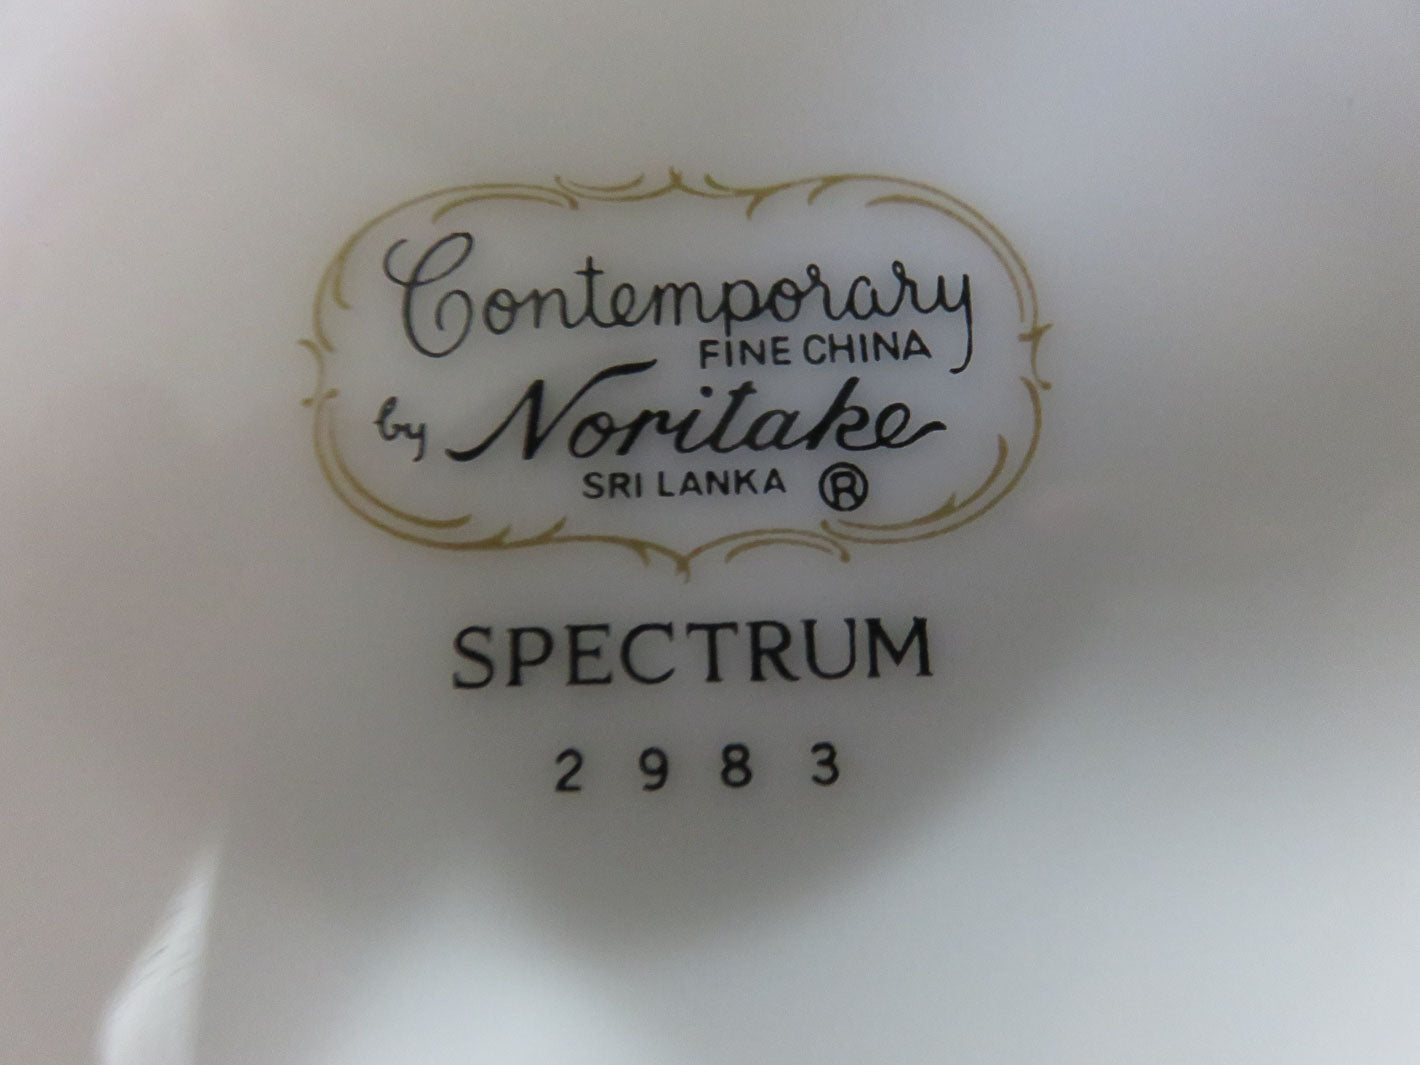 Contemporary
FINE CHINA
by Noritake
SRI LANKA ®
SPECTRUM
2983